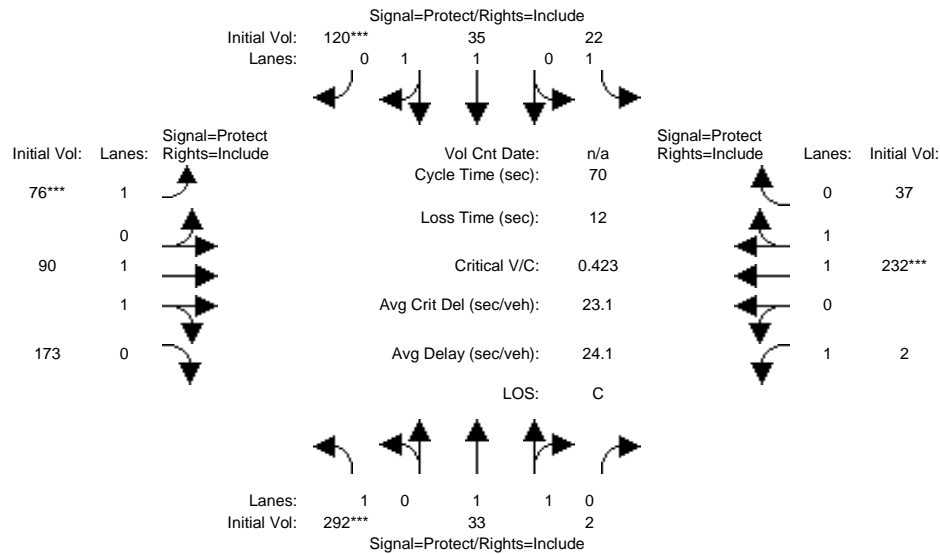 Signal=Protect/Rights=Include
Initial Vol: 120*** 35 22
Lanes: 0 1 1 0 1
Signal=Protect Signal=Protect
Initial Vol: Lanes: Rights=Include Vol Cnt Date: n/a Rights=Include Lanes: Initial Vol:
Cycle Time (sec): 70
76*** 1 0 37
Loss Time (sec): 12
0 1
90 1 Critical V/C: 0.423 1 232***
1 Avg Crit Del (sec/veh): 23.1 0
173 0 Avg Delay (sec/veh): 24.1 1 2
LOS: C
Lanes: 1 0 1 1 0
Initial Vol: 292*** 33 2
Signal=Protect/Rights=Include